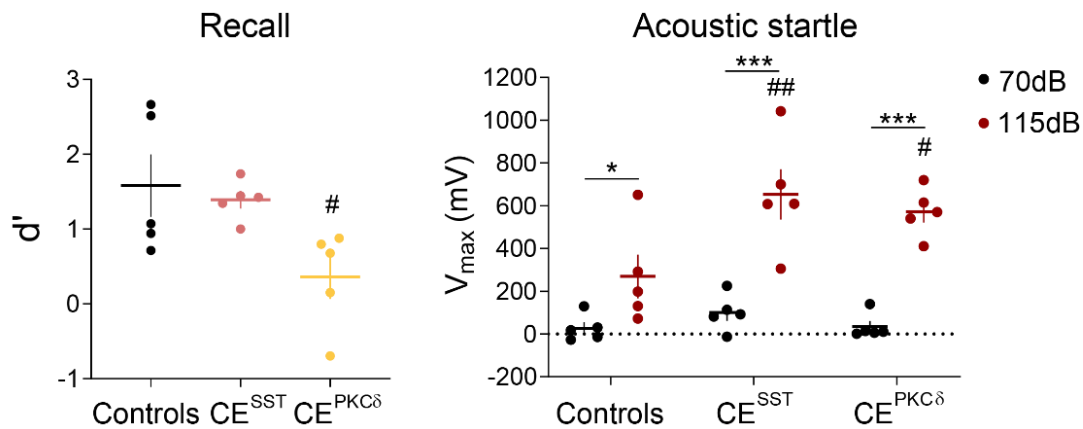 Recall
d'
3
2
1
0
-1
#
Controls CE^SST CE^PKCδ
Acoustic startle
V_max (mV)
1200
1000
800
600
400
200
0
-200
*
***
##
***
#
Controls CE^SST CE^PKCδ
70dB
115dB